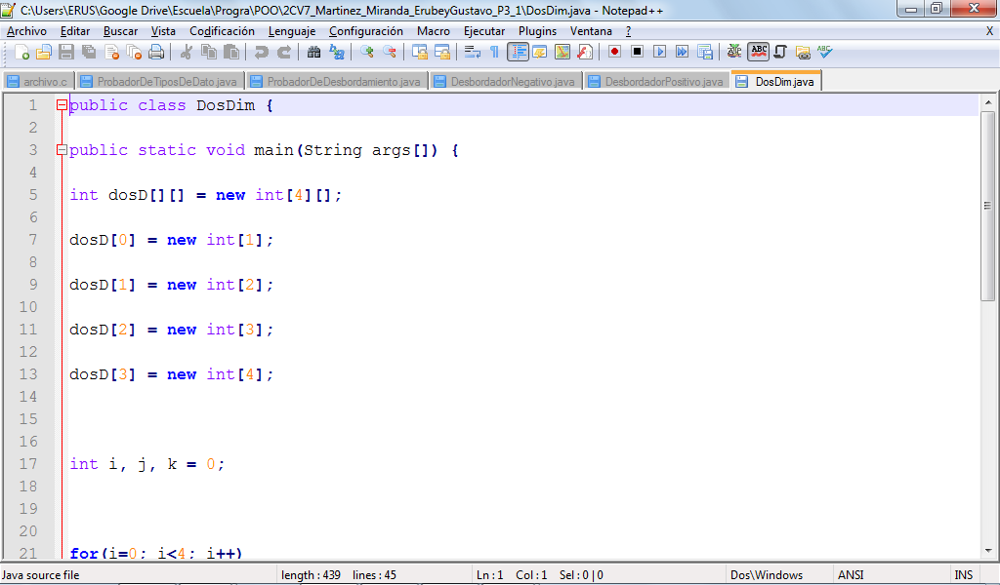 C:\Users\ERUS\Google Drive\Escuela\Progra\POO\2CV7_Martinez_Miranda_ErubeyGustavo_P3_1\DosDim.java - Notepad++
Archivo Editar Buscar Vista Codificación Lenguaje Configuración Macro Ejecutar Plugins Ventana ? X
archivo.c ProbadorDeTiposDeDato.java ProbadorDeDesbordamiento.java DesbordadorNegativo.java DesbordadorPositivo.java DosDim.java
1 public class DosDim {
2
3 public static void main(String args[]) {
4
5 int dosD[][] = new int[4][];
6
7 dosD[0] = new int[1];
8
9 dosD[1] = new int[2];
10
11 dosD[2] = new int[3];
12
13 dosD[3] = new int[4];
14
15
16
17 int i, j, k = 0;
18
19
20
21 for(i=0; i<4; i++)
Java source file length : 439 lines : 45 Ln : 1 Col : 1 Sel : 0 | 0 Dos\Windows ANSI INS